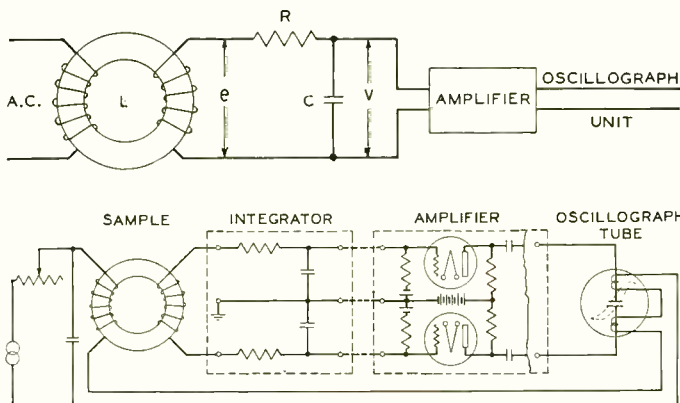 R
A.C.
L
e
C
V
AMPLIFIER
OSCILLOGRAPH
UNIT
SAMPLE
INTEGRATOR
AMPLIFIER
OSCILLOGRAPH
TUBE